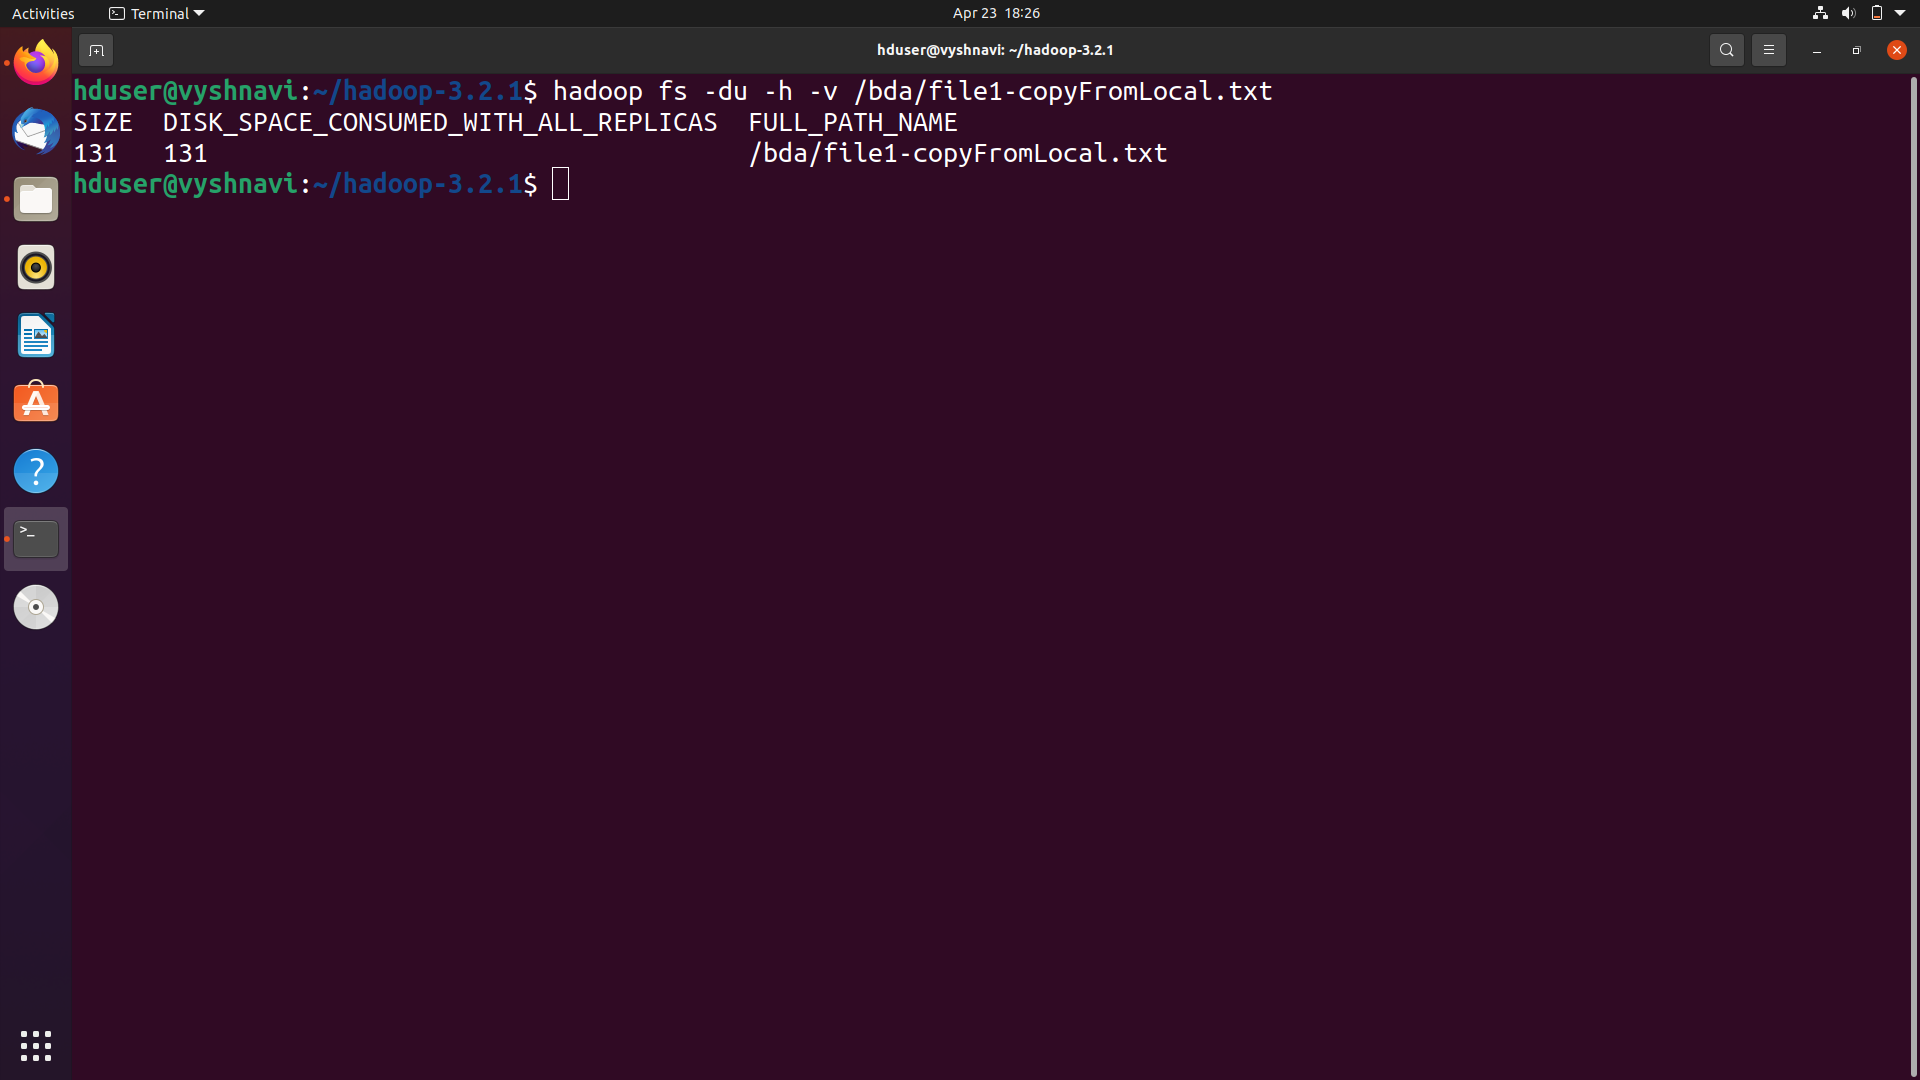 Activities Terminal Apr 23 18:26
hduser@vyshnavi: ~/hadoop-3.2.1
hduser@vyshnavi:~/hadoop-3.2.1$ hadoop fs -du -h -v /bda/file1-copyFromLocal.txt
SIZE  DISK_SPACE_CONSUMED_WITH_ALL_REPLICAS  FULL_PATH_NAME
131   131                                    /bda/file1-copyFromLocal.txt
hduser@vyshnavi:~/hadoop-3.2.1$